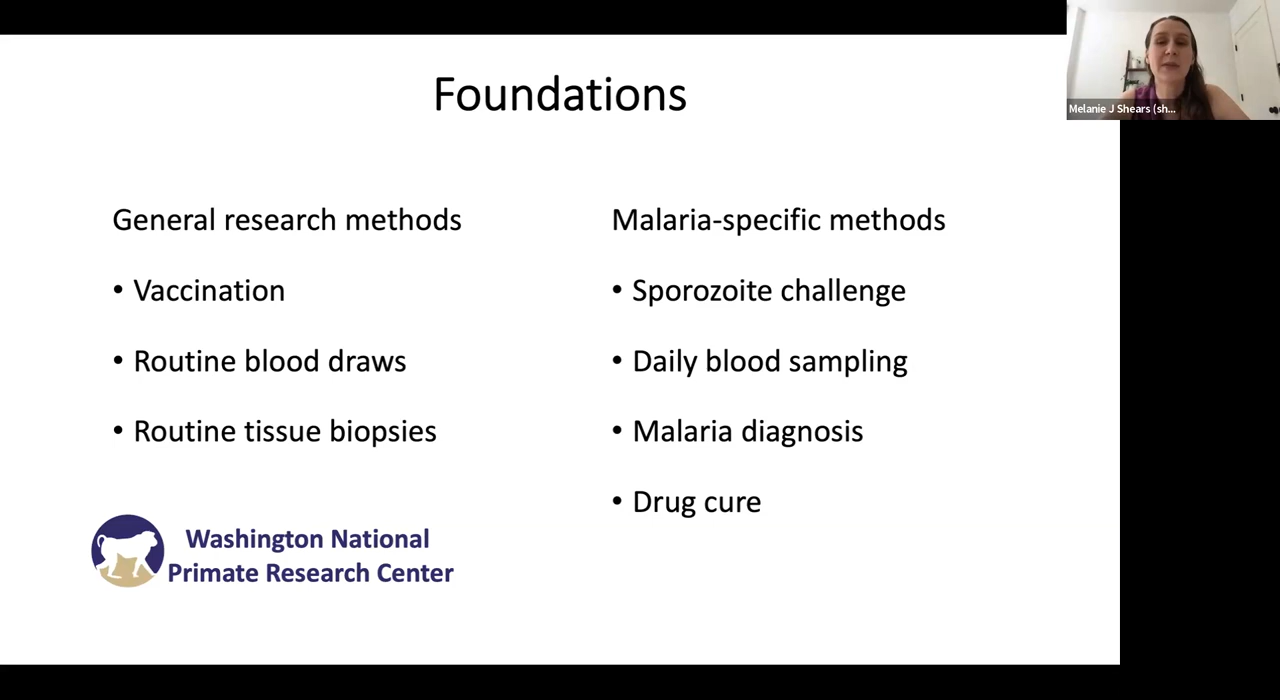 Foundations
Melanie J Shears (sh...
General research methods
• Vaccination
• Routine blood draws
• Routine tissue biopsies
Malaria-specific methods
• Sporozoite challenge
• Daily blood sampling
• Malaria diagnosis
• Drug cure
Washington National
Primate Research Center